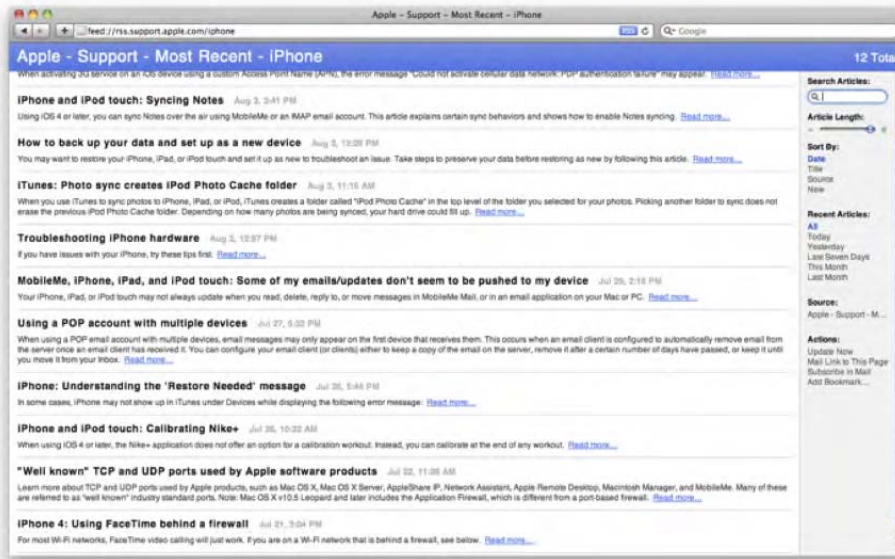 Apple - Support - Most Recent - iPhone
feed://rss.support.apple.com/iphone
RSS
Google
Apple - Support - Most Recent - iPhone
12 Tota
When activating 3G service on an iOS device using a custom Access Point Name (APN), the error message "Could not activate cellular data network: PDP authentication failure" may appear. Read more...
iPhone and iPod touch: Syncing Notes Aug 3, 3:41 PM
Using iOS 4 or later, you can sync Notes over the air using MobileMe or an IMAP email account. This article explains certain sync behaviors and shows how to enable Notes syncing. Read more...
How to back up your data and set up as a new device Aug 3,
You may want to restore your iPhone, iPad, or iPod touch and set it up as new to troubleshoot an issue. Take steps to preserve your data before restoring as new by following this article. Read more...
iTunes: Photo sync creates iPod Photo Cache folder Aug 3, 11:15 AM
When you use iTunes to sync photos to iPhone, iPad, or iPod, iTunes creates a folder called "iPod Photo Cache" in the top level of the folder you selected for your photos. Picking another folder to sync does not
erase the previous iPod Photo Cache folder. Depending on how many photos are being synced, your hard drive could fill up. Read more...
Troubleshooting iPhone hardware Aug 3,
If you have issues with your iPhone, try these tips first. Read more...
MobileMe, iPhone, iPad, and iPod touch: Some of my emails/updates don't seem to be pushed to my device Jul 29, 2:16 PM
Your iPhone, iPad, or iPod touch may not always update when you read, delete, reply to, or move messages in MobileMe Mail, or in an email application on your Mac or PC. Read more...
Using a POP account with multiple devices Jul 27, 5:32 PM
When using a POP email account with multiple devices, email messages may only appear on the first device that receives them. This occurs when an email client is configured to automatically remove email from
the server once an email client has received it. You can configure your email client (or clients) either to keep a copy of the email on the server, remove it after a certain number of days have passed, or keep it until
you move it from your Inbox. Read more...
iPhone: Understanding the 'Restore Needed' message Jul 26, 5:44 PM
In some cases, iPhone may not show up in iTunes under Devices while displaying the following error message: Read more...
iPhone and iPod touch: Calibrating Nike+ Jul 26, 10:32 AM
When using iOS 4 or later, the Nike+ application does not offer an option for a calibration workout. Instead, you can calibrate at the end of any workout. Read more...
"Well known" TCP and UDP ports used by Apple software products Jul 22, 11:08 AM
Learn more about TCP and UDP ports used by Apple products, such as Mac OS X, Mac OS X Server, AppleShare IP, Network Assistant, Apple Remote Desktop, Macintosh Manager, and MobileMe. Many of these
are referred to as "well known" industry standard ports. Note: Mac OS X v10.5 Leopard and later includes the Application Firewall, which is different from a port-based firewall. Read more...
iPhone 4: Using FaceTime behind a firewall Jul 21, 3:04 PM
For most Wi-Fi networks, FaceTime video calling will just work. If you are on a Wi-Fi network that is behind a firewall, see below. Read more...
Search Articles:
Article Length:
Sort By:
Date
Title
Source
New
Recent Articles:
All
Today
Yesterday
Last Seven Days
This Month
Last Month
Source:
Apple - Support - M...
Actions:
Update Now
Mail Link to This Page
Subscribe in Mail
Add Bookmark...